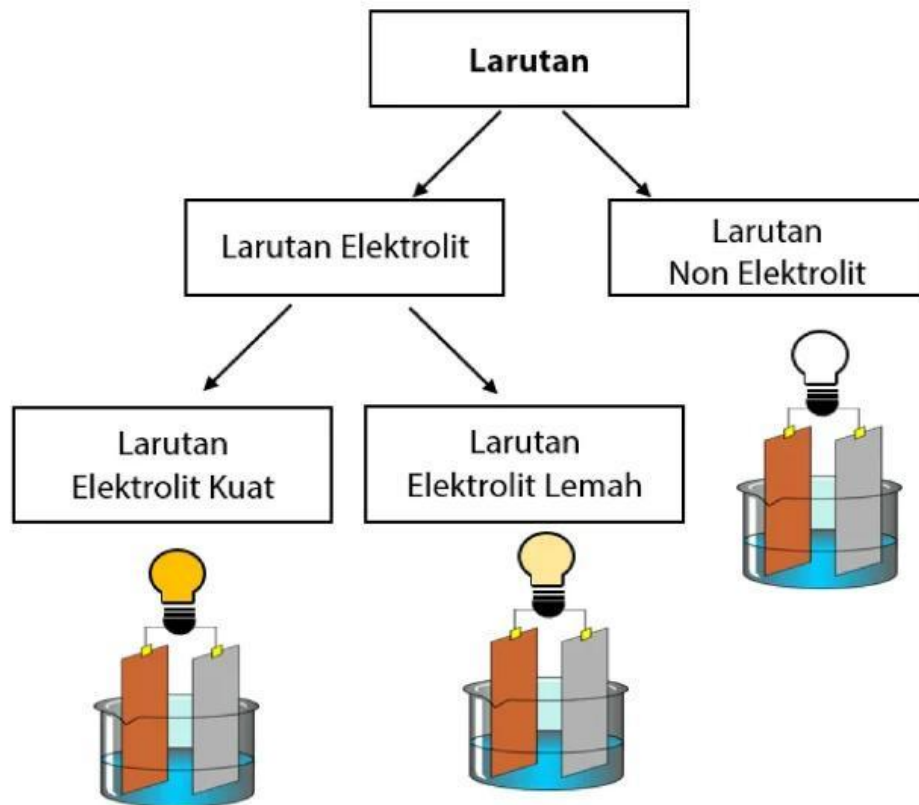 Larutan
Larutan Elektrolit
Larutan
Non Elektrolit
Larutan
Elektrolit Kuat
Larutan
Elektrolit Lemah